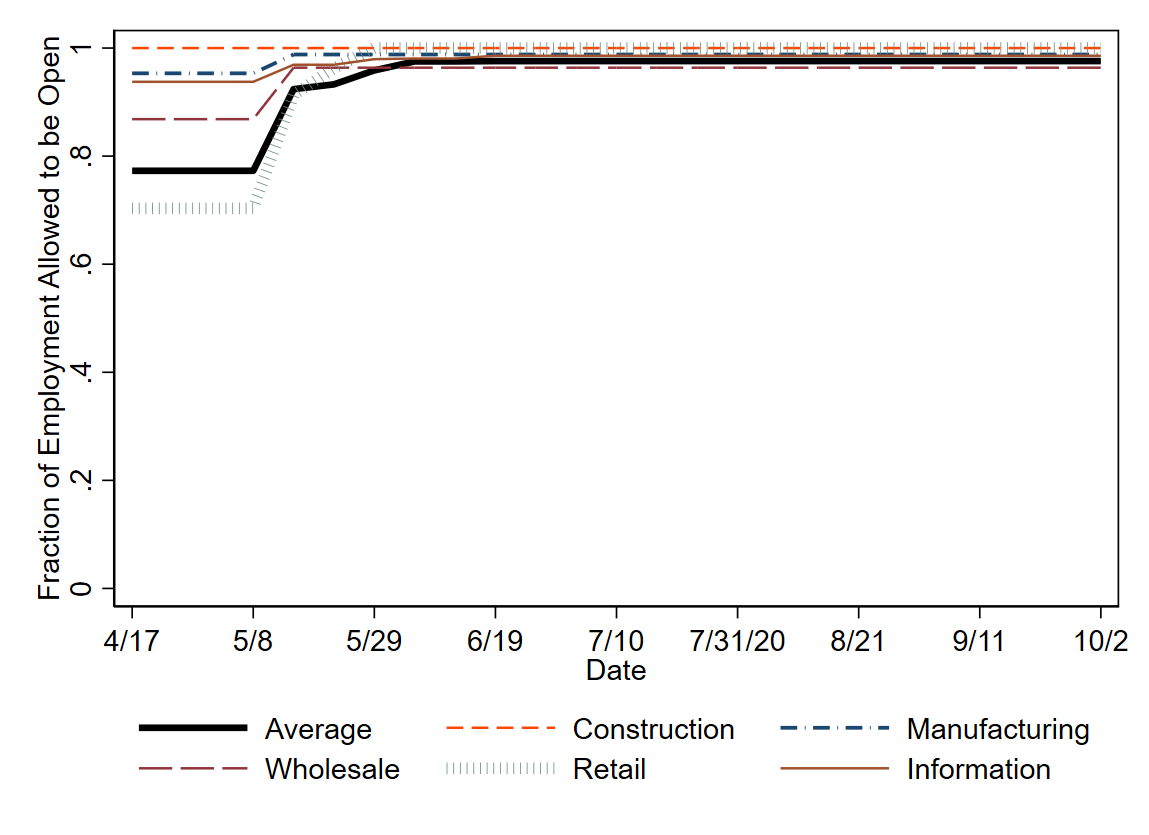 Fraction of Employment Allowed to be Open
1
.8
.6
.4
.2
0
4/17 5/8 5/29 6/19 7/10 7/31/20 8/21 9/11 10/2
Date
Average Construction Manufacturing
Wholesale Retail Information